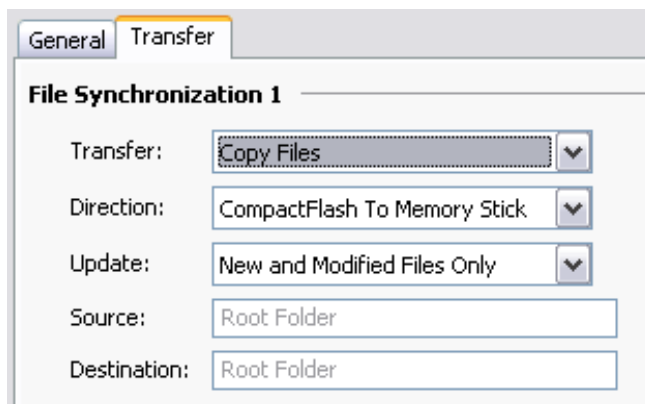 General Transfer
File Synchronization 1
Transfer: Copy Files
Direction: CompactFlash To Memory Stick
Update: New and Modified Files Only
Source: Root Folder
Destination: Root Folder